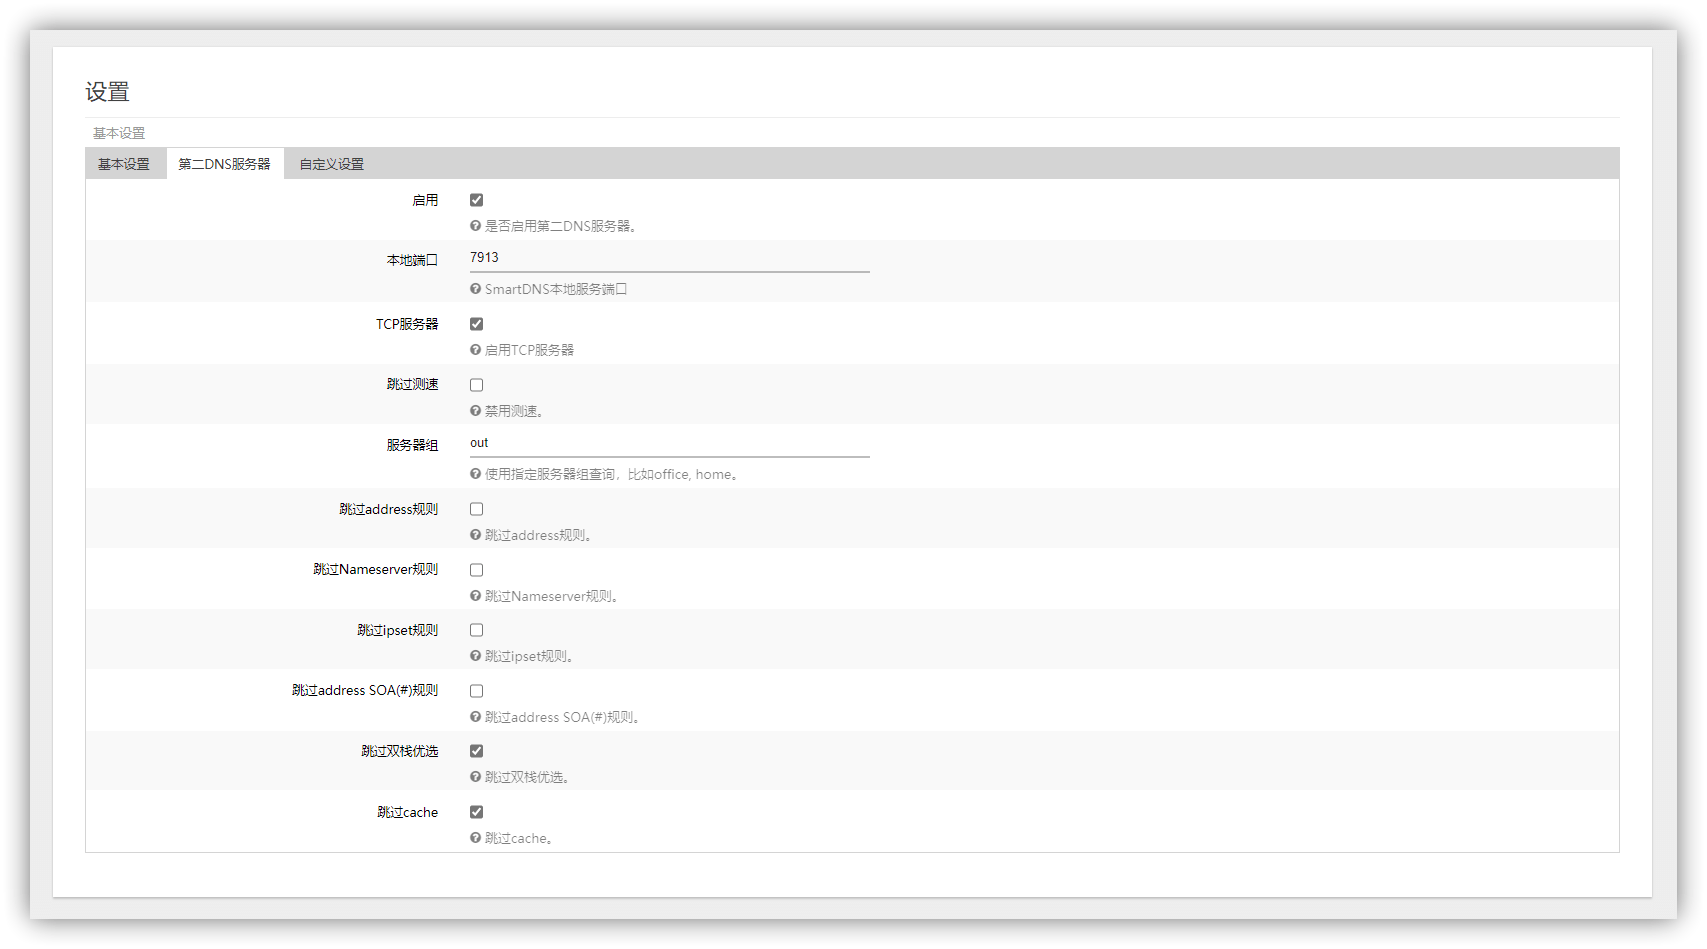 设置
基本设置
基本设置 第二DNS服务器 自定义设置
启用
是否启用第二DNS服务器。
本地端口 7913
SmartDNS本地服务端口
TCP服务器
启用TCP服务器
跳过测速
禁用测速。
服务器组 out
使用指定服务器组查询，比如office, home。
跳过address规则
跳过address规则。
跳过Nameserver规则
跳过Nameserver规则。
跳过ipset规则
跳过ipset规则。
跳过address SOA(#)规则
跳过address SOA(#)规则。
跳过双栈优选
跳过双栈优选。
跳过cache
跳过cache。